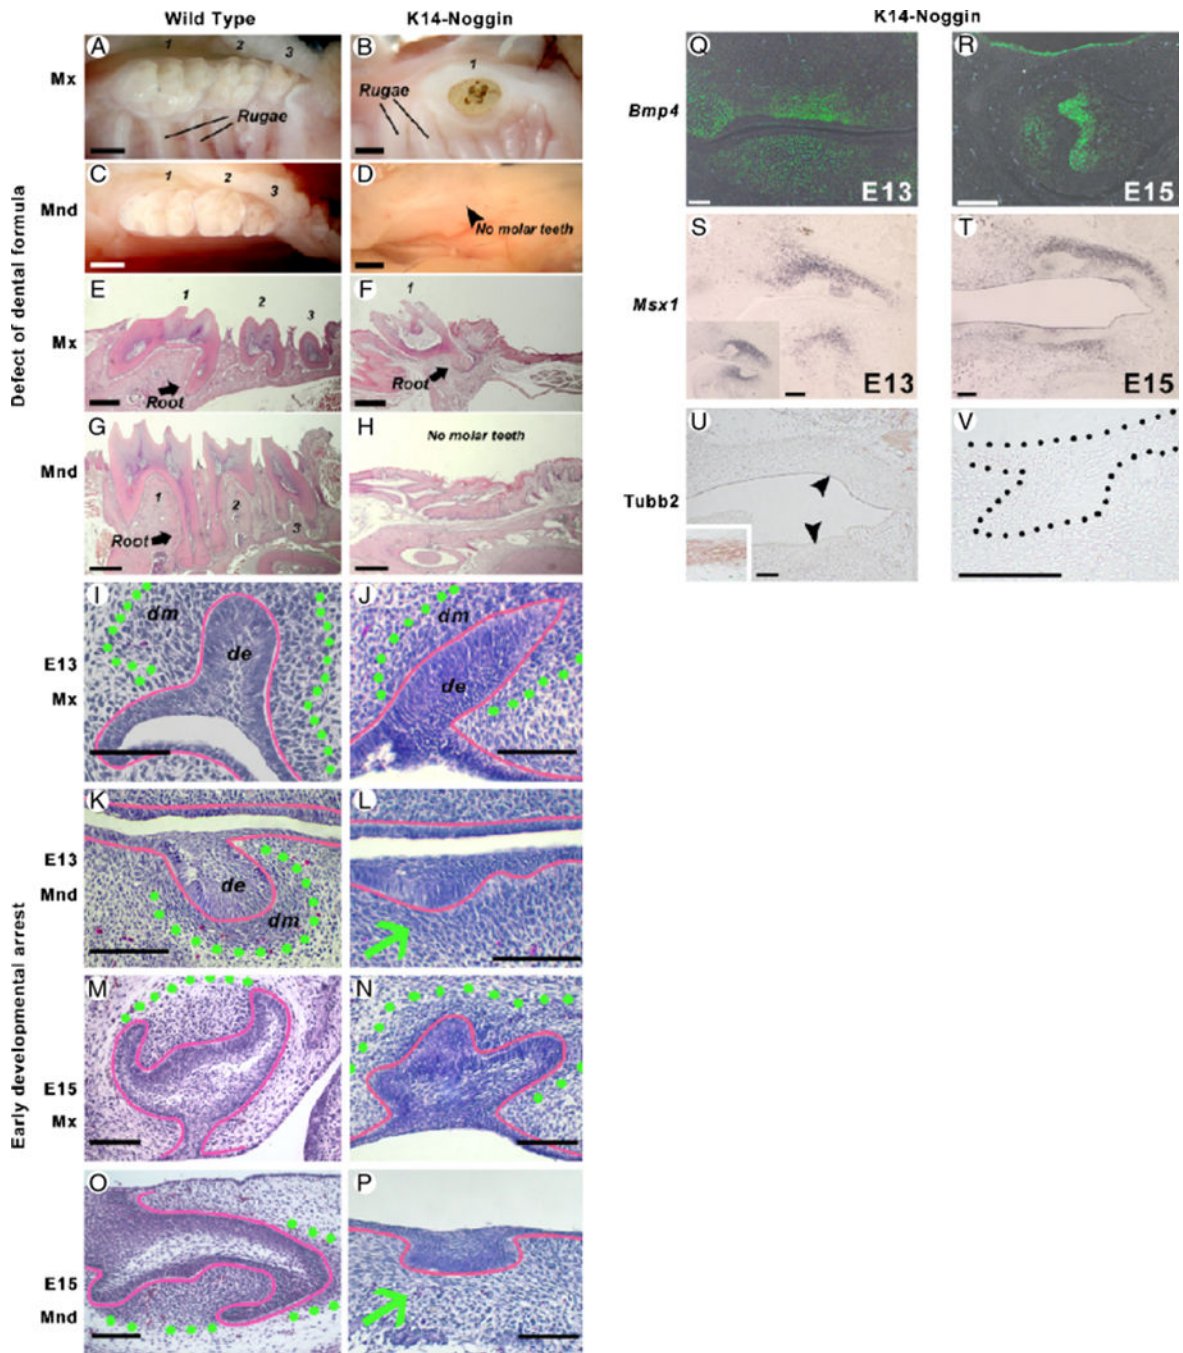 Wild Type
K14-Noggin
K14-Noggin
Defect of dental formula
Mx
A
1
2
3
Rugae
B
1
Rugae
Mnd
C
1
2
3
D
No molar teeth
Mx
E
1
2
3
Root
F
1
Root
Mnd
G
1
2
3
Root
H
No molar teeth
Early developmental arrest
E13
Mx
I
dm
de
J
dm
de
E13
Mnd
K
de
dm
L
E15
Mx
M
N
E15
Mnd
O
P
Bmp4
Q
E13
R
E15
Msx1
S
E13
T
E15
Tubb2
U
V